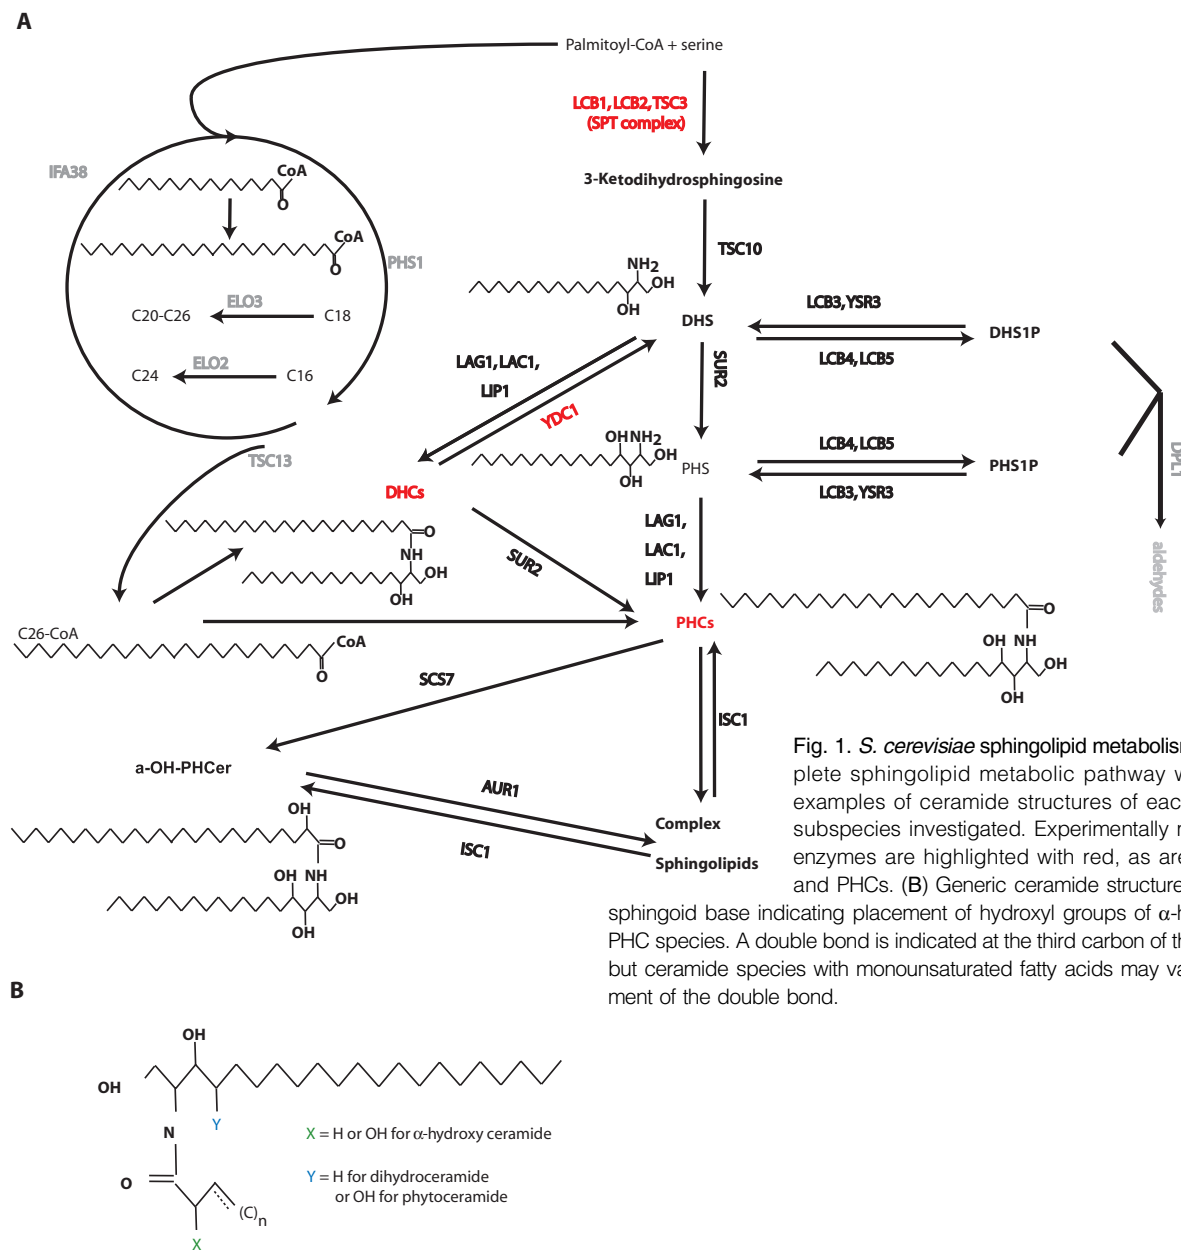 A
Palmitoyl-CoA + serine
LCB1, LCB2, TSC3
(SPT complex)
IFA38
CoA
O
3-Ketodihydrosphingosine
CoA
O
PHS1
TSC10
NH2
OH
OH
ELO3
C20-C26
C18
DHS
LCB3, YSR3
DHS1P
LCB4, LCB5
LAG1, LAC1,
LIP1
SUR2
ELO2
C24
C16
YDC1
OH NH2
OH
OH
PHS
LCB4, LCB5
PHS1P
LCB3, YSR3
DPL1
aldehydes
TSC13
DHCs
O
NH
OH
OH
SUR2
LAG1,
LAC1,
LIP1
C26-CoA
CoA
O
PHCs
O
OH NH
OH
OH
SCS7
ISC1
a-OH-PHCer
AUR1
ISC1
Complex
Sphingolipids
OH
O
OH NH
OH
OH
Fig. 1. S. cerevisiae sphingolipid metabolism
plete sphingolipid metabolic pathway w
examples of ceramide structures of each
subspecies investigated. Experimentally
enzymes are highlighted with red, as are
and PHCs. (B) Generic ceramide structure
sphingoid base indicating placement of hydroxyl groups of α-h
PHC species. A double bond is indicated at the third carbon of th
but ceramide species with monounsaturated fatty acids may va
ment of the double bond.
B
OH
OH
Y
N
X = H or OH for α-hydroxy ceramide
O
Y = H for dihydroceramide
or OH for phytoceramide
(C)n
X